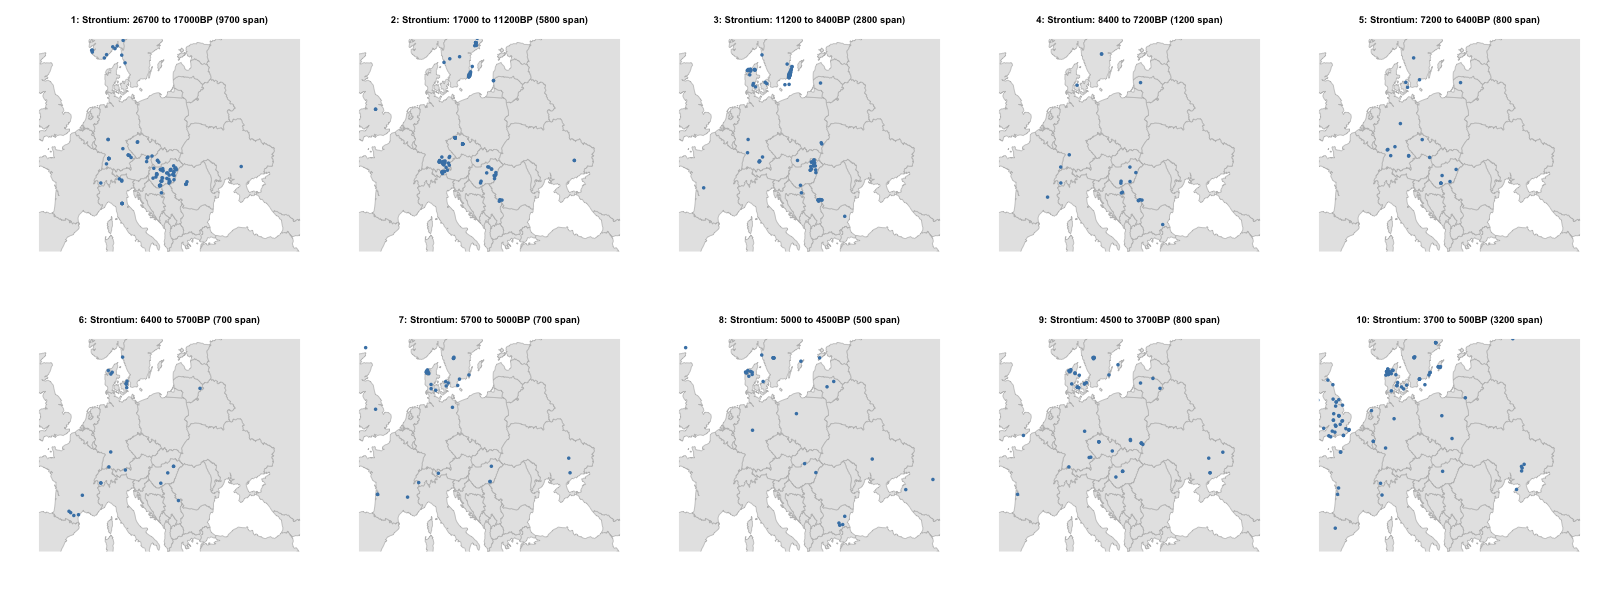 1: Strontium: 26700 to 17000BP (9700 span)
2: Strontium: 17000 to 11200BP (5800 span)
3: Strontium: 11200 to 8400BP (2800 span)
4: Strontium: 8400 to 7200BP (1200 span)
5: Strontium: 7200 to 6400BP (800 span)
6: Strontium: 6400 to 5700BP (700 span)
7: Strontium: 5700 to 5000BP (700 span)
8: Strontium: 5000 to 4500BP (500 span)
9: Strontium: 4500 to 3700BP (800 span)
10: Strontium: 3700 to 500BP (3200 span)